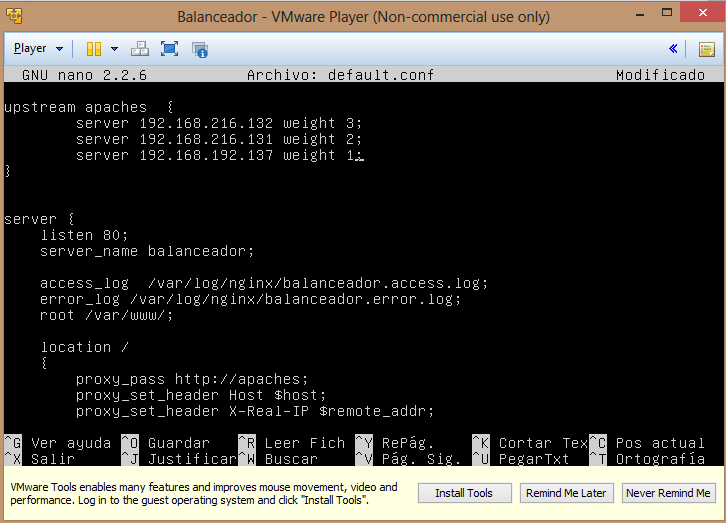 Balanceador - VMware Player (Non-commercial use only)
Player
GNU nano 2.2.6 Archivo: default.conf Modificado
upstream apaches {
server 192.168.216.132 weight 3;
server 192.168.216.131 weight 2;
server 192.168.192.137 weight 1;
}
server {
listen 80;
server_name balanceador;
access_log /var/log/nginx/balanceador.access.log;
error_log /var/log/nginx/balanceador.error.log;
root /var/www/;
location /
{
proxy_pass http://apaches;
proxy_set_header Host $host;
proxy_set_header X-Real-IP $remote_addr;
^G Ver ayuda ^O Guardar ^R Leer Fich ^Y RePág. ^K Cortar Tex ^C Pos actual
^X Salir ^J Justificar ^W Buscar ^V Pág. Sig. ^U PegarTxt ^T Ortografía
VMware Tools enables many features and improves mouse movement, video and
performance. Log in to the guest operating system and click "Install Tools".
Install Tools Remind Me Later Never Remind Me